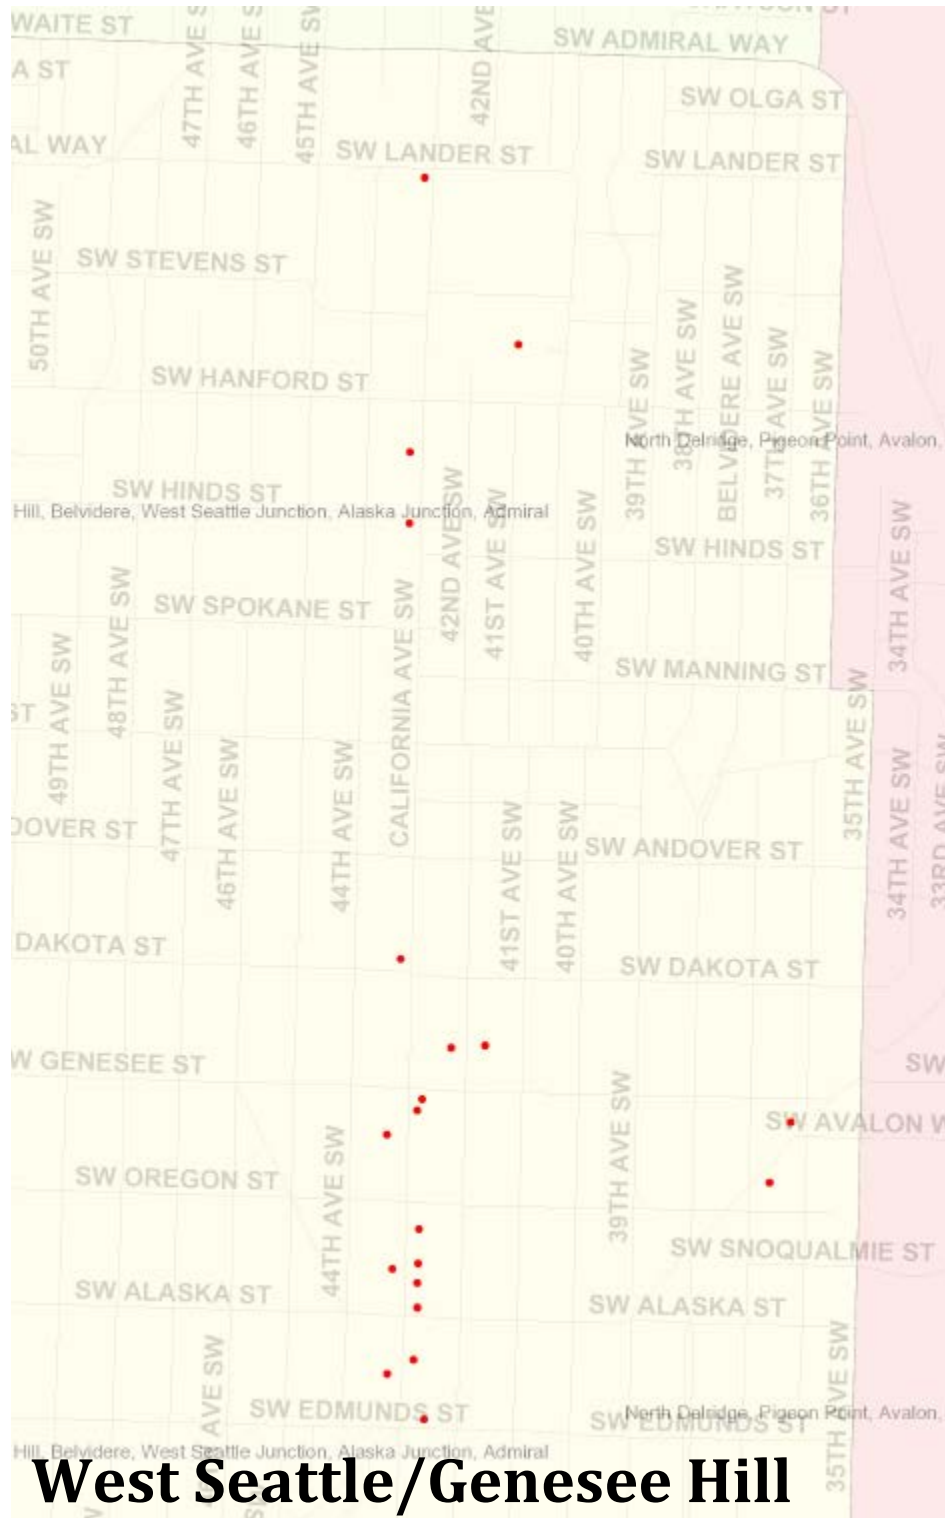 WAITE ST
SW ADMIRAL WAY
A ST
47TH AVE S
46TH AVE S
45TH AVE SW
42ND AVE
SW OLGA ST
AL WAY
SW LANDER ST
SW LANDER ST
50TH AVE SW
SW STEVENS ST
SW HANFORD ST
39TH AVE SW
38TH AVE SW
BELVEDERE AVE SW
37TH AVE SW
36TH AVE SW
North Delridge, Pigeon Point, Avalon,
SW HINDS ST
Hill, Belvidere, West Seattle Junction, Alaska Junction, Admiral
42ND AVE SW
41ST AVE SW
40TH AVE SW
SW HINDS ST
34TH AVE SW
48TH AVE SW
SW SPOKANE ST
CALIFORNIA AVE SW
SW MANNING ST
49TH AVE SW
ST
47TH AVE SW
46TH AVE SW
44TH AVE SW
35TH AVE SW
34TH AVE SW
33RD AVE SW
DOVER ST
41ST AVE SW
40TH AVE SW
SW ANDOVER ST
DAKOTA ST
SW DAKOTA ST
W GENESEE ST
SW
39TH AVE SW
SW AVALON W
44TH AVE SW
SW OREGON ST
SW SNOQUALMIE ST
SW ALASKA ST
SW ALASKA ST
35TH AVE SW
AVE SW
SW EDMUNDS ST
SW EDMUNDS ST
North Delridge, Pigeon Point, Avalon,
Hill, Belvidere, West Seattle Junction, Alaska Junction, Admiral
West Seattle/Genesee Hill